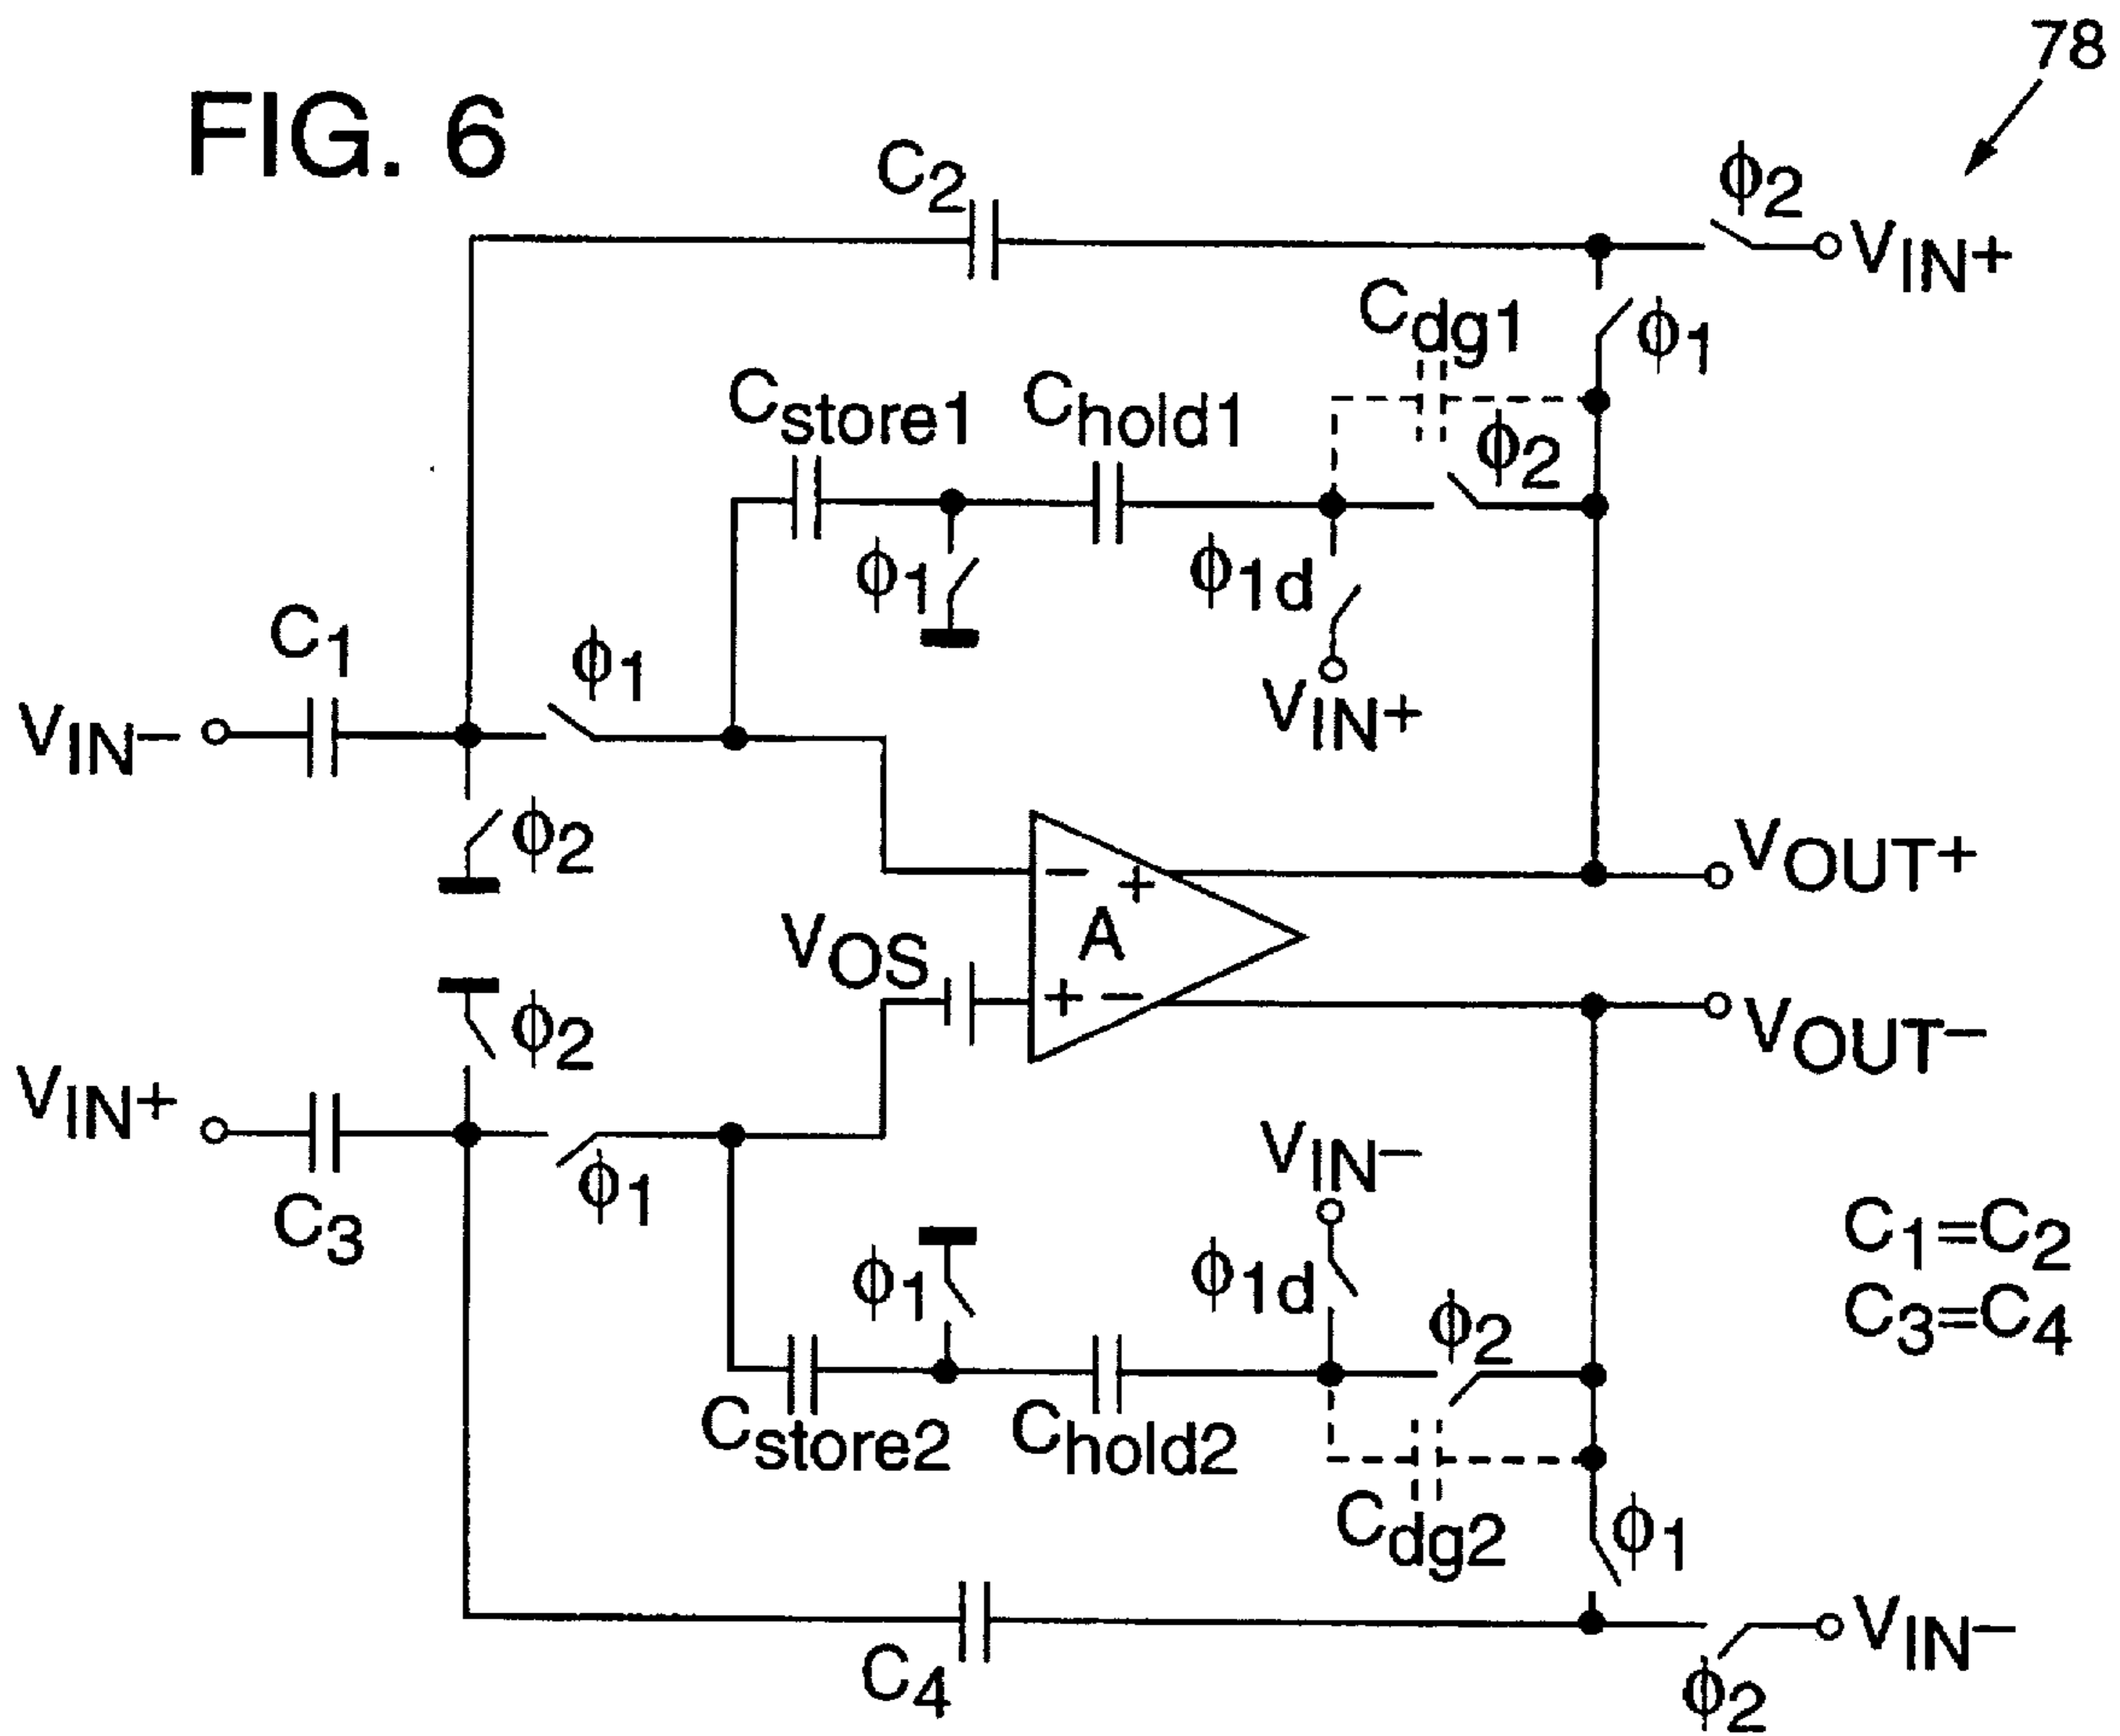 78
FIG. 6
C2
ϕ2
VIN+
Cdg1
ϕ1
Cstore1
Chold1
ϕ2
ϕ1
ϕ1d
C1
ϕ1
VIN+
VIN−
ϕ2
VOUT+
− +
A
VOS
+ −
ϕ2
VOUT−
VIN+
VIN−
ϕ1
C3
ϕ1
ϕ1d
C1=C2
ϕ2
C3=C4
Cstore2
Chold2
Cdg2
ϕ1
VIN−
C4
ϕ2